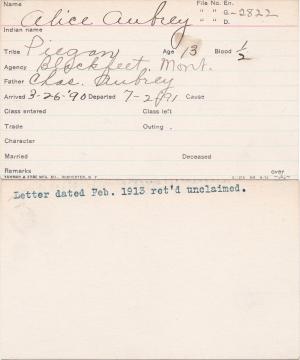 Name Alice Aubrey File No. En.
" " G- 2822
" " D.
Indian name
Tribe Piegan Age 13 Blood 1/2
Agency Blackfeet, Mont.
Father Chas. Aubrey
Arrived 3-26-'90 Departed 7-2-'91 Cause
Class entered Class left
Trade Outing
Character
Married Deceased
Remarks over
Letter dated Feb. 1913 ret'd unclaimed.